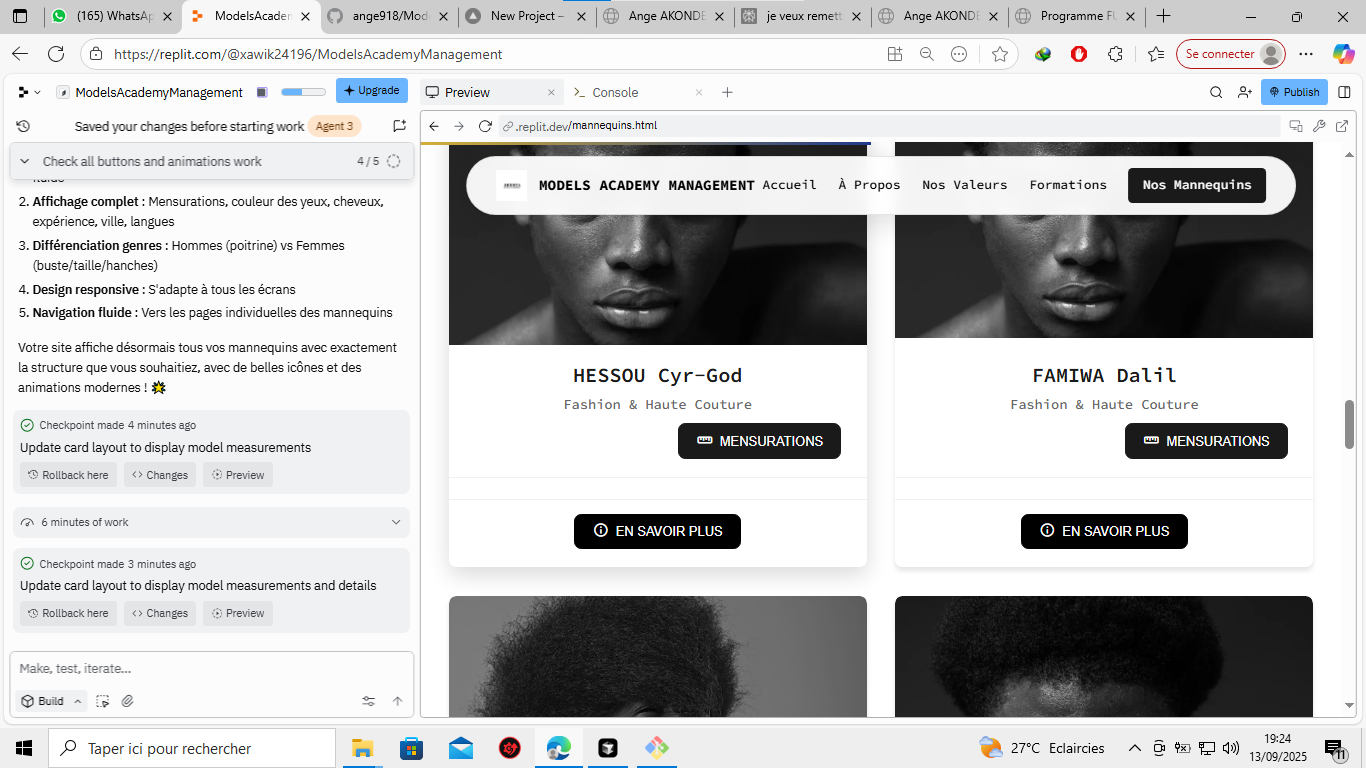 (165) WhatsAp
ModelsAcadem
ange918/Mod
New Project –
Ange AKONDE
je veux remett
Ange AKONDE
Programme FU
https://replit.com/@xawik24196/ModelsAcademyManagement
Se connecter
ModelsAcademyManagement
Upgrade
Preview
Console
Publish
Saved your changes before starting work
Agent 3
.replit.dev/mannequins.html
Check all buttons and animations work
4 / 5
fluide
2. Affichage complet : Mensurations, couleur des yeux, cheveux,
expérience, ville, langues
3. Différenciation genres : Hommes (poitrine) vs Femmes
(buste/taille/hanches)
4. Design responsive : S'adapte à tous les écrans
5. Navigation fluide : Vers les pages individuelles des mannequins
Votre site affiche désormais tous vos mannequins avec exactement
la structure que vous souhaitiez, avec de belles icônes et des
animations modernes ! 🌟
Checkpoint made 4 minutes ago
Update card layout to display model measurements
Rollback here
Changes
Preview
6 minutes of work
Checkpoint made 3 minutes ago
Update card layout to display model measurements and details
Rollback here
Changes
Preview
Make, test, iterate...
Build
MODELS ACADEMY MANAGEMENT
Accueil
À Propos
Nos Valeurs
Formations
Nos Mannequins
HESSOU Cyr-God
Fashion & Haute Couture
MENSURATIONS
EN SAVOIR PLUS
FAMIWA Dalil
Fashion & Haute Couture
MENSURATIONS
EN SAVOIR PLUS
Taper ici pour rechercher
27°C Eclaircies
19:24
13/09/2025
11